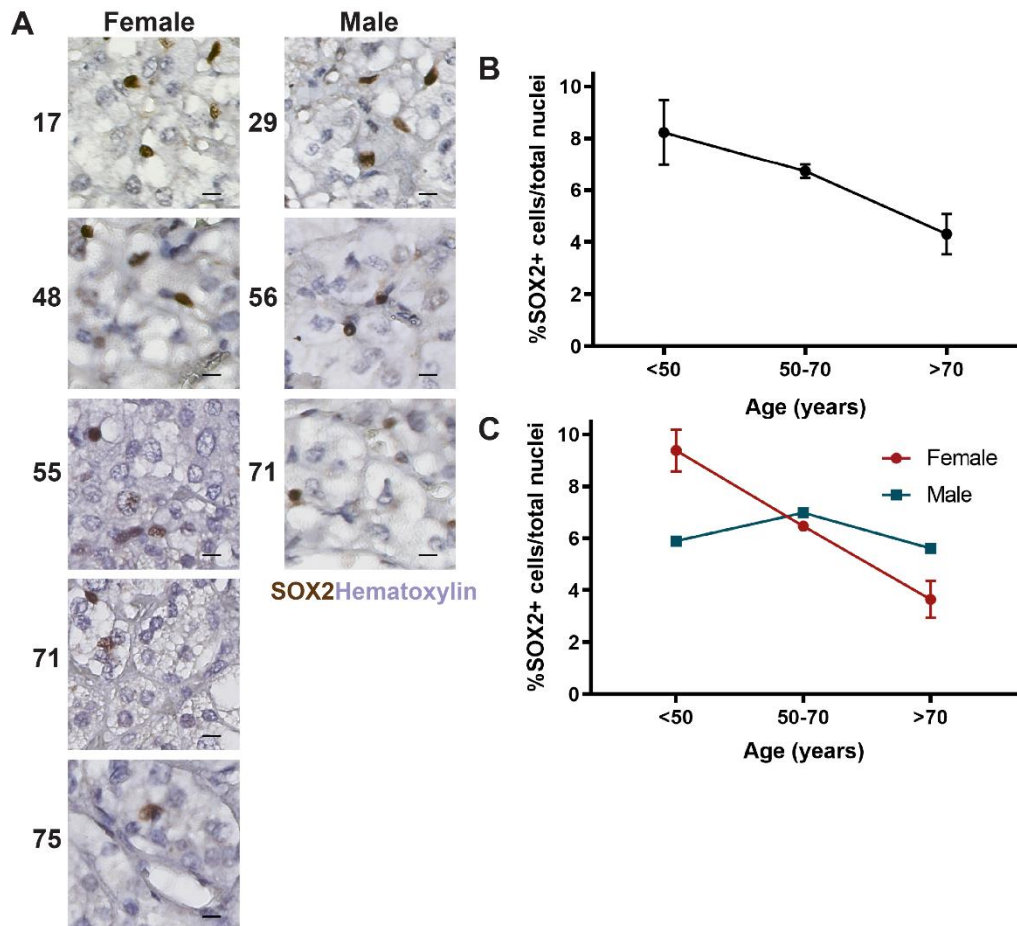 A
Female
Male
17
29
48
56
55
71
71
75
SOX2Hematoxylin
B
%SOX2+ cells/total nuclei
10
8
6
4
2
0
<50
50-70
>70
Age (years)
C
%SOX2+ cells/total nuclei
10
8
6
4
2
0
Female
Male
<50
50-70
>70
Age (years)